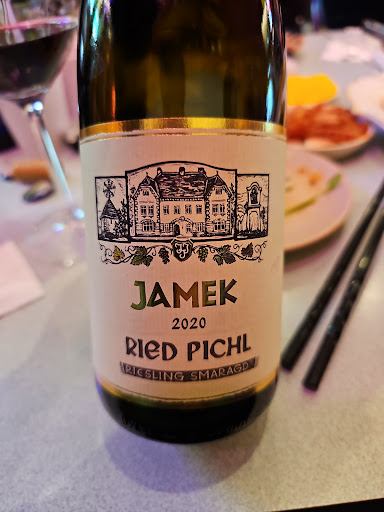 JAMEK
2020
RIED PICHL
RIESLING SMARAGD